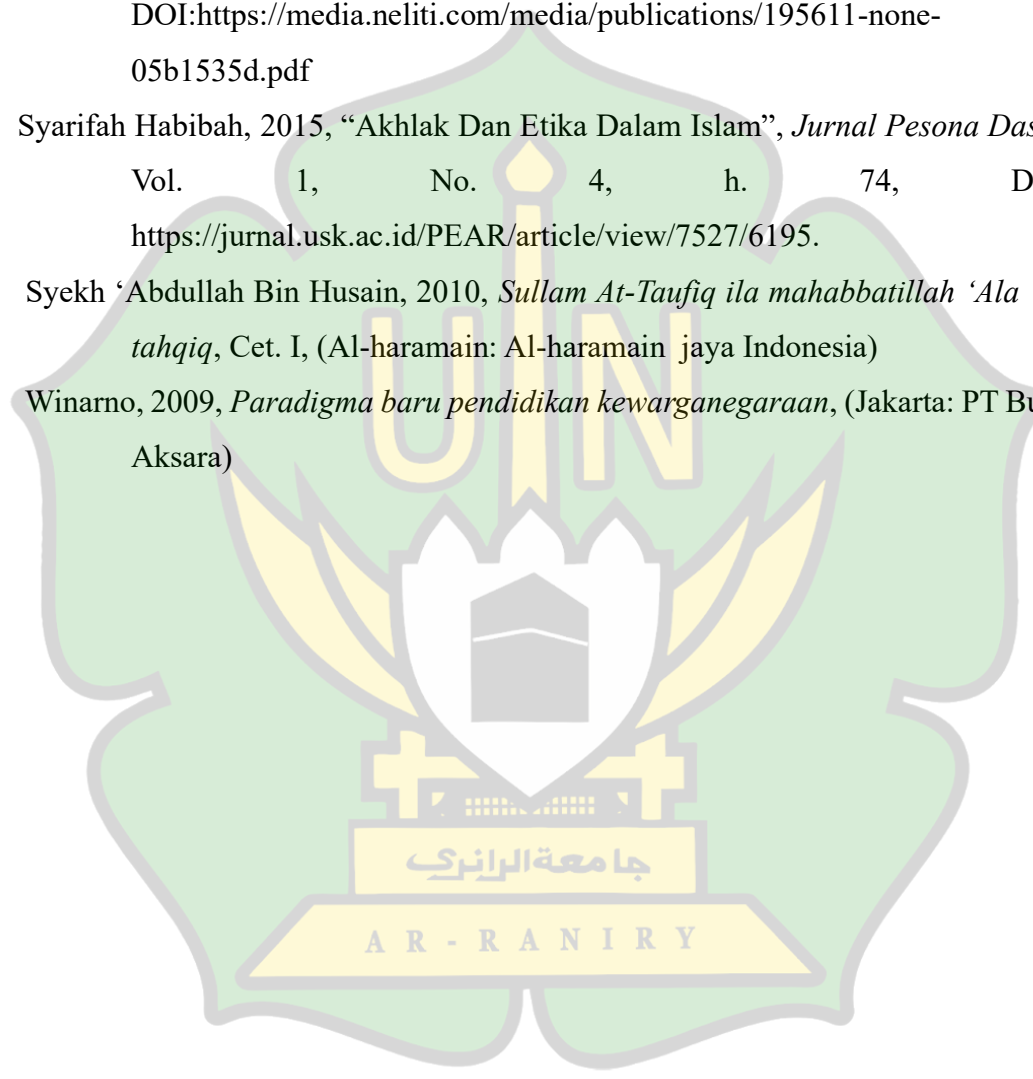 DOI:https://media.neliti.com/media/publications/195611-none-
05b1535d.pdf
Syarifah Habibah, 2015, “Akhlak Dan Etika Dalam Islam”, Jurnal Pesona
Vol. 1, No. 4, h. 74,
https://jurnal.usk.ac.id/PEAR/article/view/7527/6195.
Syekh ‘Abdullah Bin Husain, 2010, Sullam At-Taufiq ila mahabbatillah ‘Ala
tahqiq, Cet. I, (Al-haramain: Al-haramain jaya Indonesia)
Winarno, 2009, Paradigma baru pendidikan kewarganegaraan, (Jakarta: PT
Aksara)
UIN
جامعة الرانري
AR-RANIRY